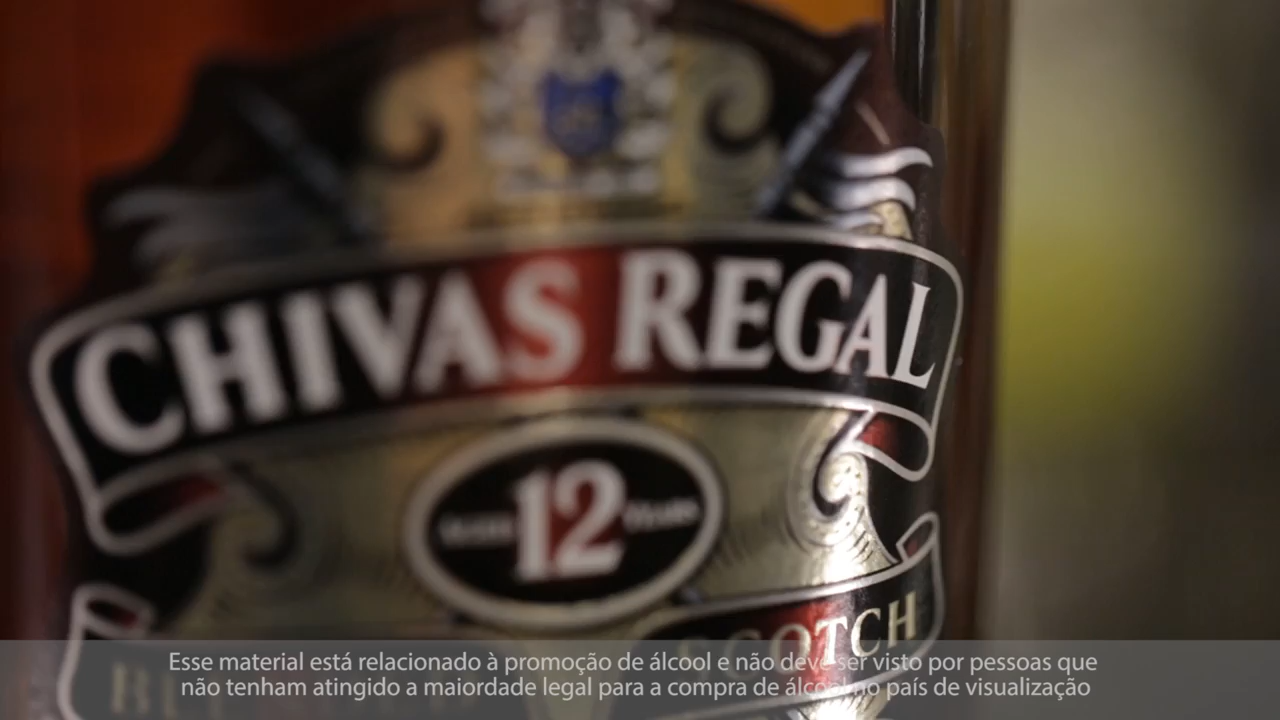 CHIVAS REGAL
12
SCOTCH
Esse material está relacionado à promoção de álcool e não deve ser visto por pessoas que
não tenham atingido a maiordade legal para a compra de álcool no país de visualização